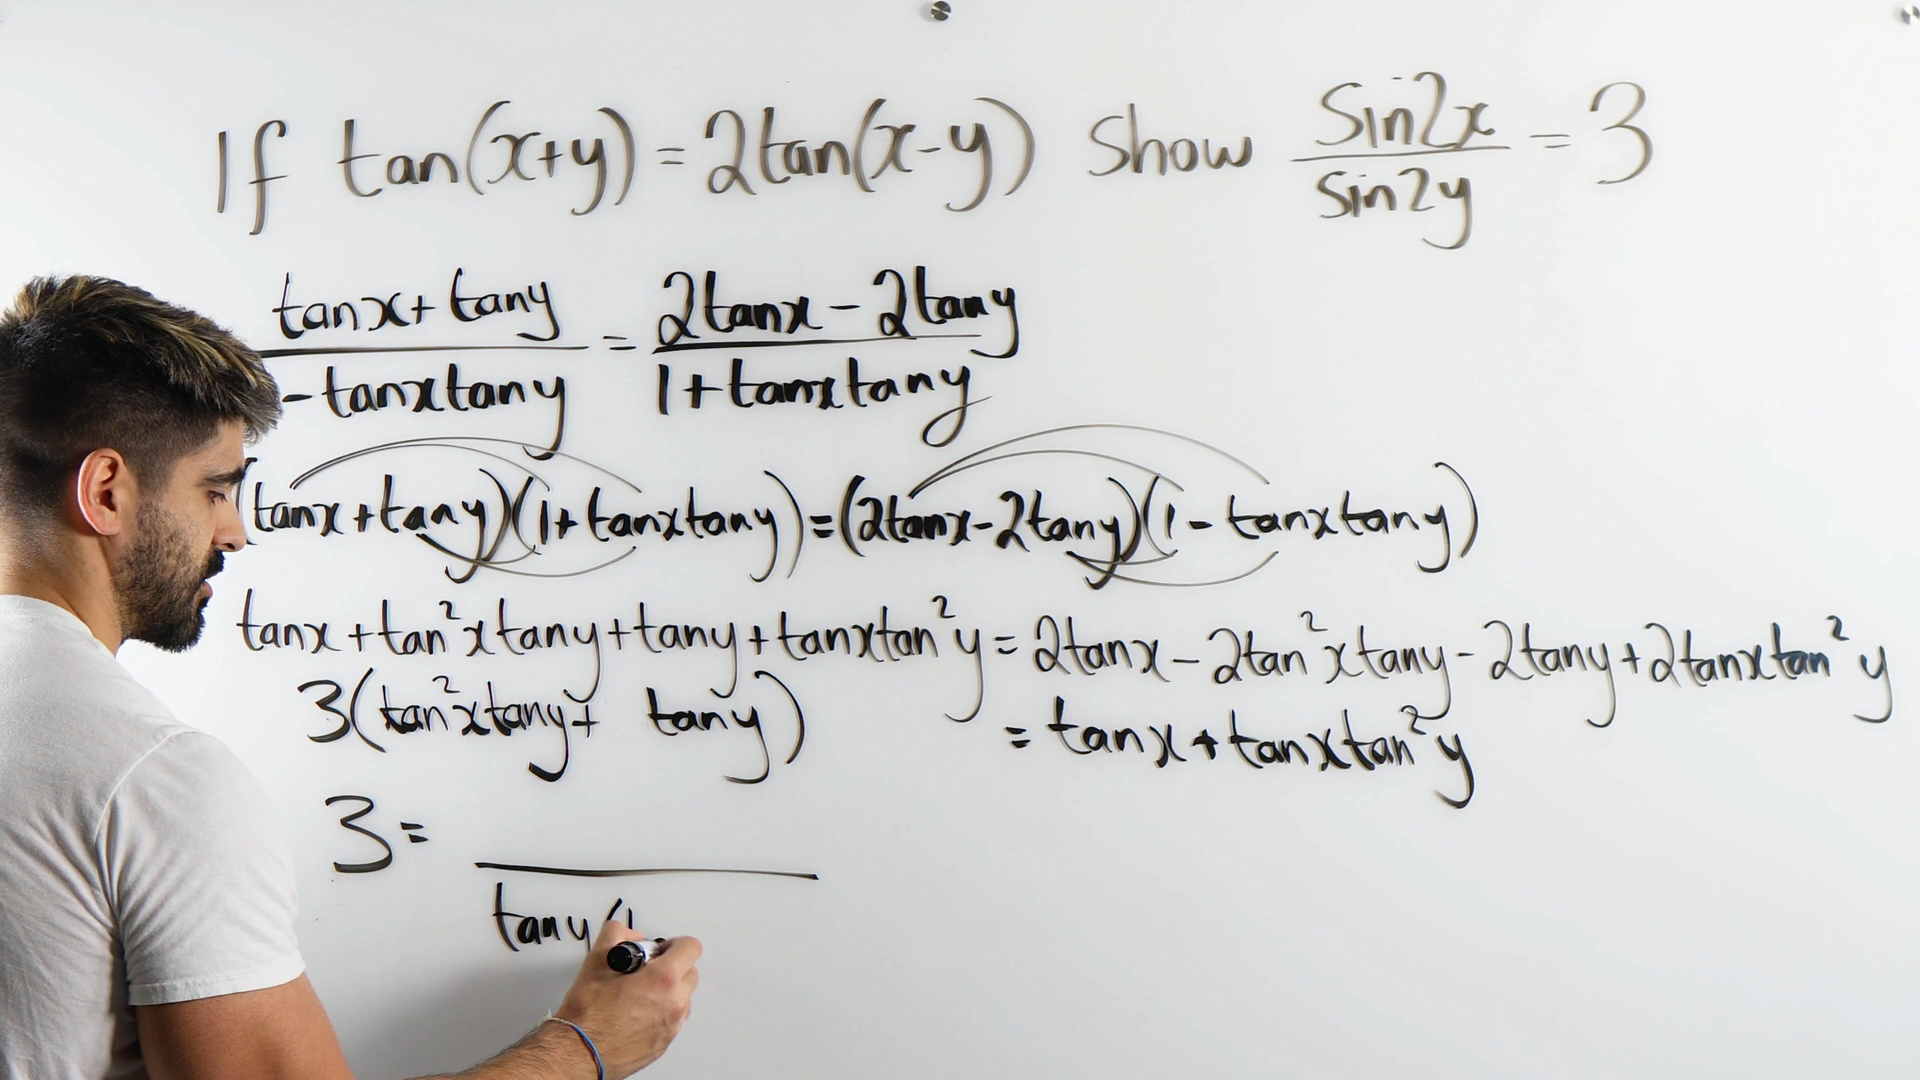 If tan(x+y) = 2tan(x-y) Show sin2x/sin2y = 3
tanx + tany / - tanxtany = 2tanx - 2tany / 1 + tanxtany
(tanx + tany)(1 + tanxtany) = (2tanx - 2tany)(1 - tanxtany)
tanx + tan²xtany + tany + tanxtan²y = 2tanx - 2tan²xtany - 2tany + 2tanxtan²y
3(tan²xtany + tany) = tanx + tanxtan²y
3 =
tany(1